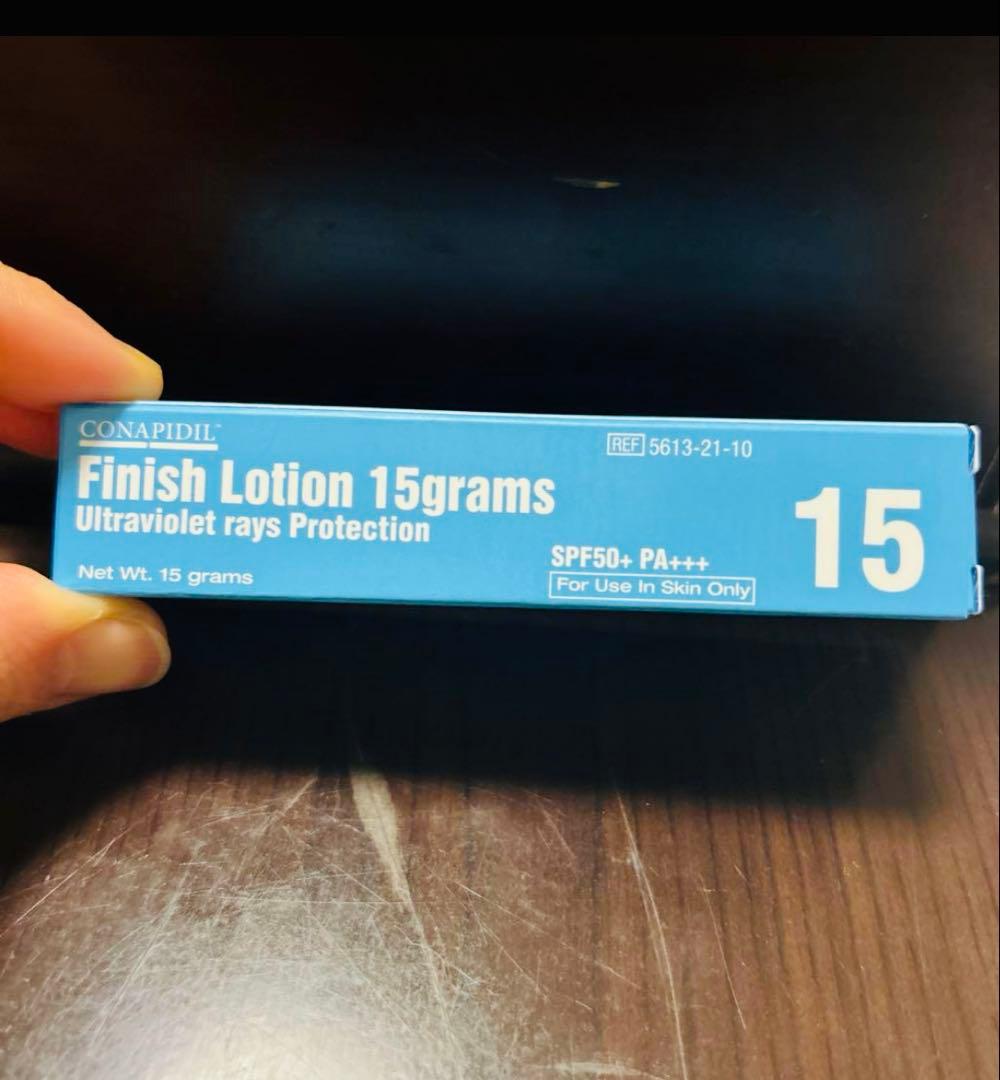 CONAPIDIL™
REF 5613-21-10
Finish Lotion 15grams
Ultraviolet rays Protection
15
SPF50+ PA+++
Net Wt. 15 grams
For Use In Skin Only